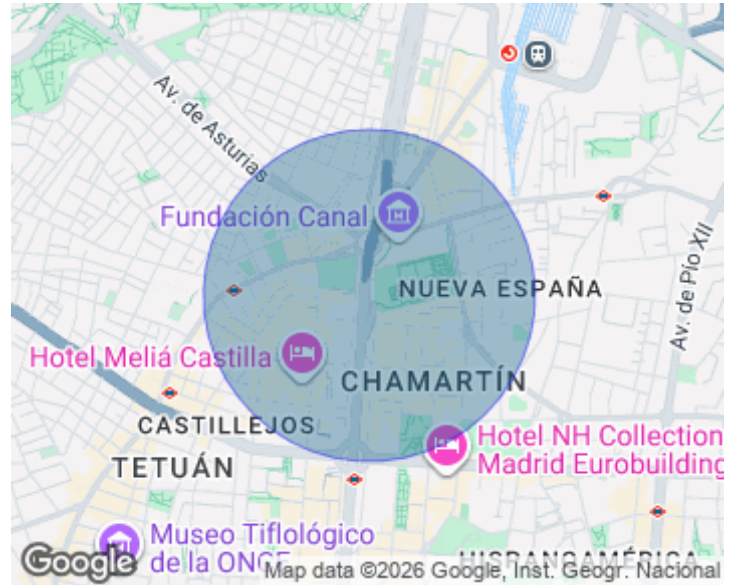 Av. de Asturias
Fundación Canal
NUEVA ESPAÑA
Av. de Pío XII
Hotel Meliá Castilla
CHAMARTÍN
CASTILLEJOS
TETUÁN
Hotel NH Collection
Madrid Eurobuilding
Museo Tiflológico
de la ONCE
HISPANOAMÉRICA
Google
Map data ©2026 Google, Inst. Geogr. Nacional